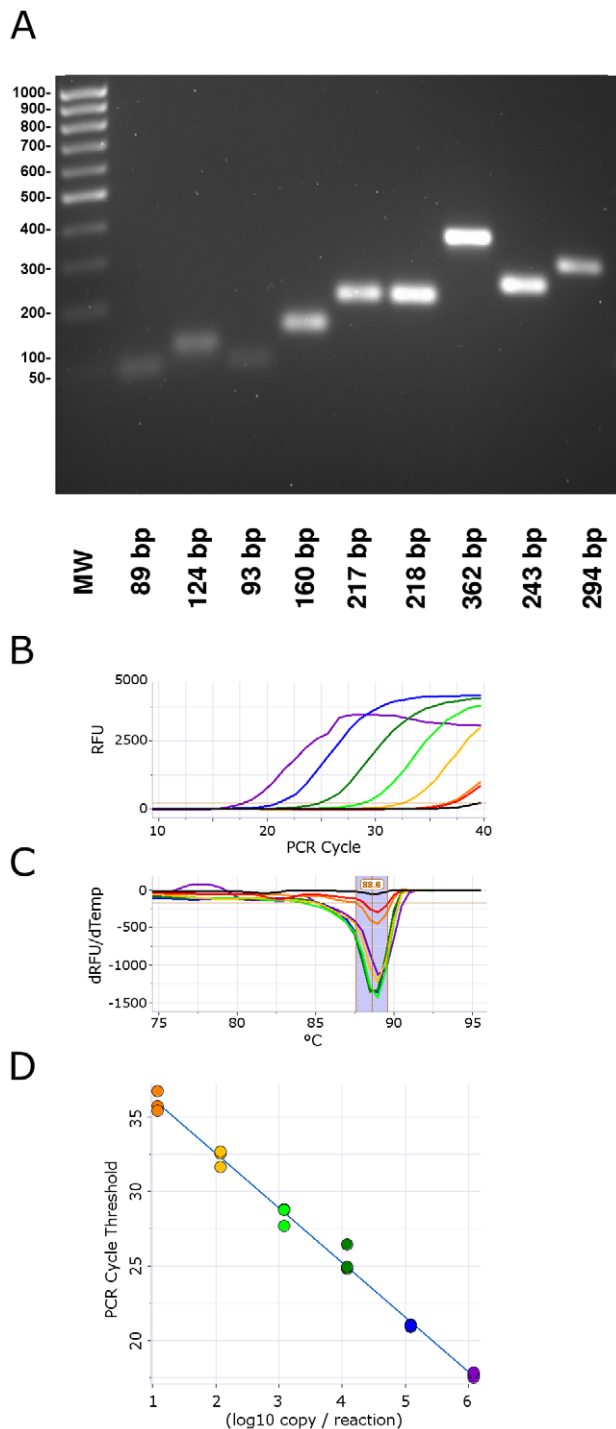 A
1000-
900-
800-
700-
600-
500-
400-
300-
200-
100-
50-
MW
89 bp
124 bp
93 bp
160 bp
217 bp
218 bp
362 bp
243 bp
294 bp
B
RFU
5000
2500
0
10 20 30 40
PCR Cycle
C
dRFU/dTemp
88.6
0
-500
-1000
-1500
75 80 85 90 95
ºC
D
PCR Cycle Threshold
35
30
25
20
1 2 3 4 5 6
(log10 copy / reaction)